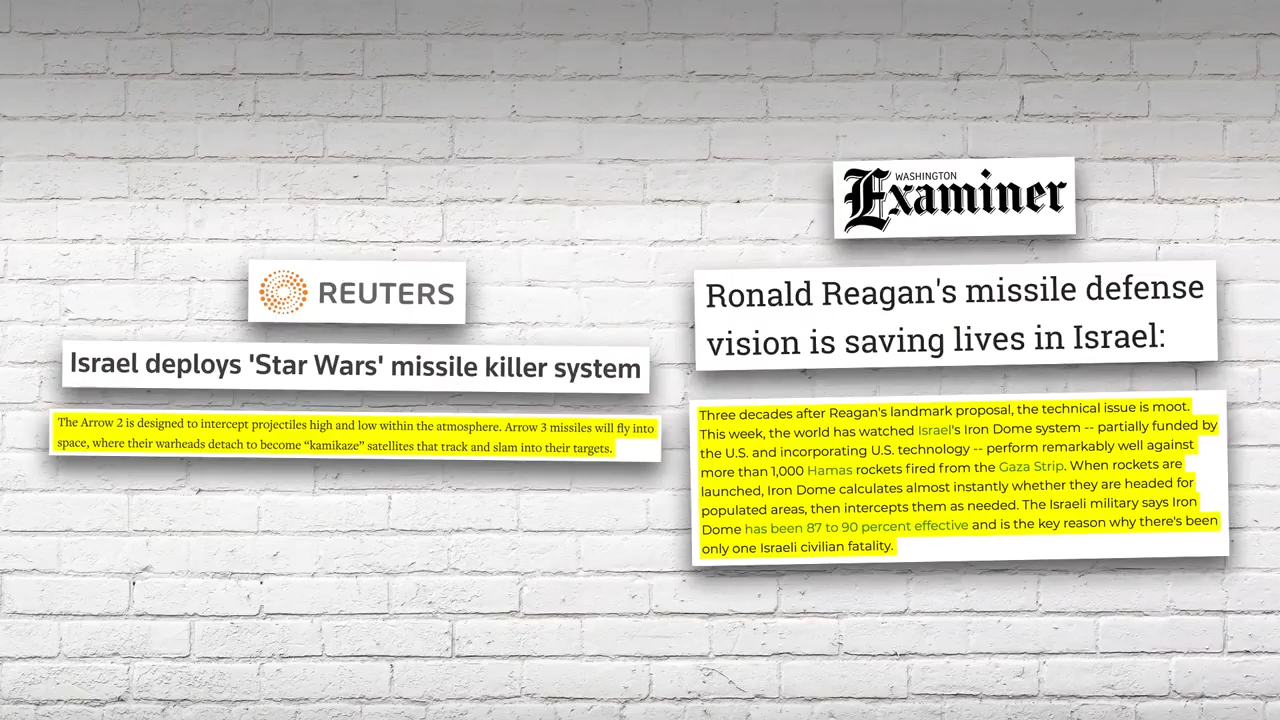 REUTERS
Israel deploys 'Star Wars' missile killer system
The Arrow 2 is designed to intercept projectiles high and low within the atmosphere. Arrow 3 missiles will fly into
space, where their warheads detach to become “kamikaze” satellites that track and slam into their targets.
WASHINGTON
Examiner
Ronald Reagan's missile defense
vision is saving lives in Israel:
Three decades after Reagan's landmark proposal, the technical issue is moot.
This week, the world has watched Israel's Iron Dome system -- partially funded by
the U.S. and incorporating U.S. technology -- perform remarkably well against
more than 1,000 Hamas rockets fired from the Gaza Strip. When rockets are
launched, Iron Dome calculates almost instantly whether they are headed for
populated areas, then intercepts them as needed. The Israeli military says Iron
Dome has been 87 to 90 percent effective and is the key reason why there's been
only one Israeli civilian fatality.